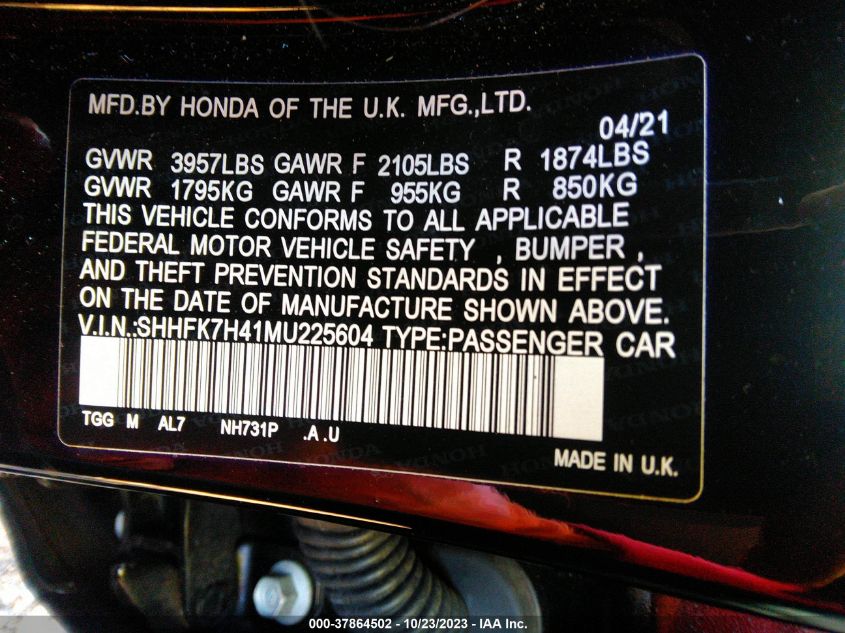 MFD.BY HONDA OF THE U.K. MFG.,LTD.
04/21
GVWR 3957LBS GAWR F 2105LBS R 1874LBS
GVWR 1795KG GAWR F 955KG R 850KG
THIS VEHICLE CONFORMS TO ALL APPLICABLE
FEDERAL MOTOR VEHICLE SAFETY , BUMPER ,
AND THEFT PREVENTION STANDARDS IN EFFECT
ON THE DATE OF MANUFACTURE SHOWN ABOVE.
V.I.N.:SHHFK7H41MU225604 TYPE:PASSENGER CAR
TGG M AL7 NH731P .A .U
MADE IN U.K.
000-37864502 - 10/23/2023 - IAA Inc.